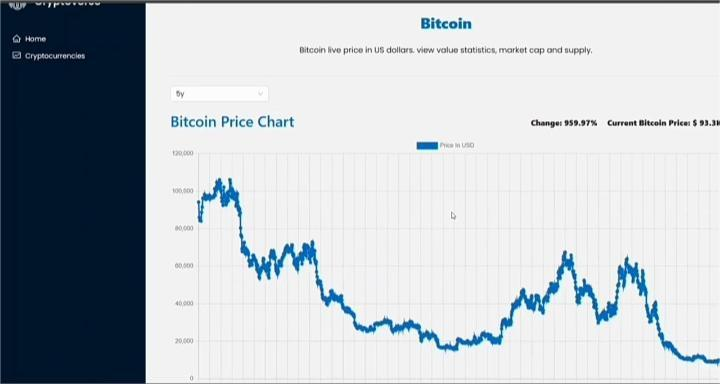 Home
Cryptocurrencies
Bitcoin
Bitcoin live price in US dollars. view value statistics, market cap and supply.
5y
Bitcoin Price Chart
Change: 959.97% Current Bitcoin Price: $ 93.3
Price In USD
120,000
100,000
80,000
60,000
40,000
20,000
0